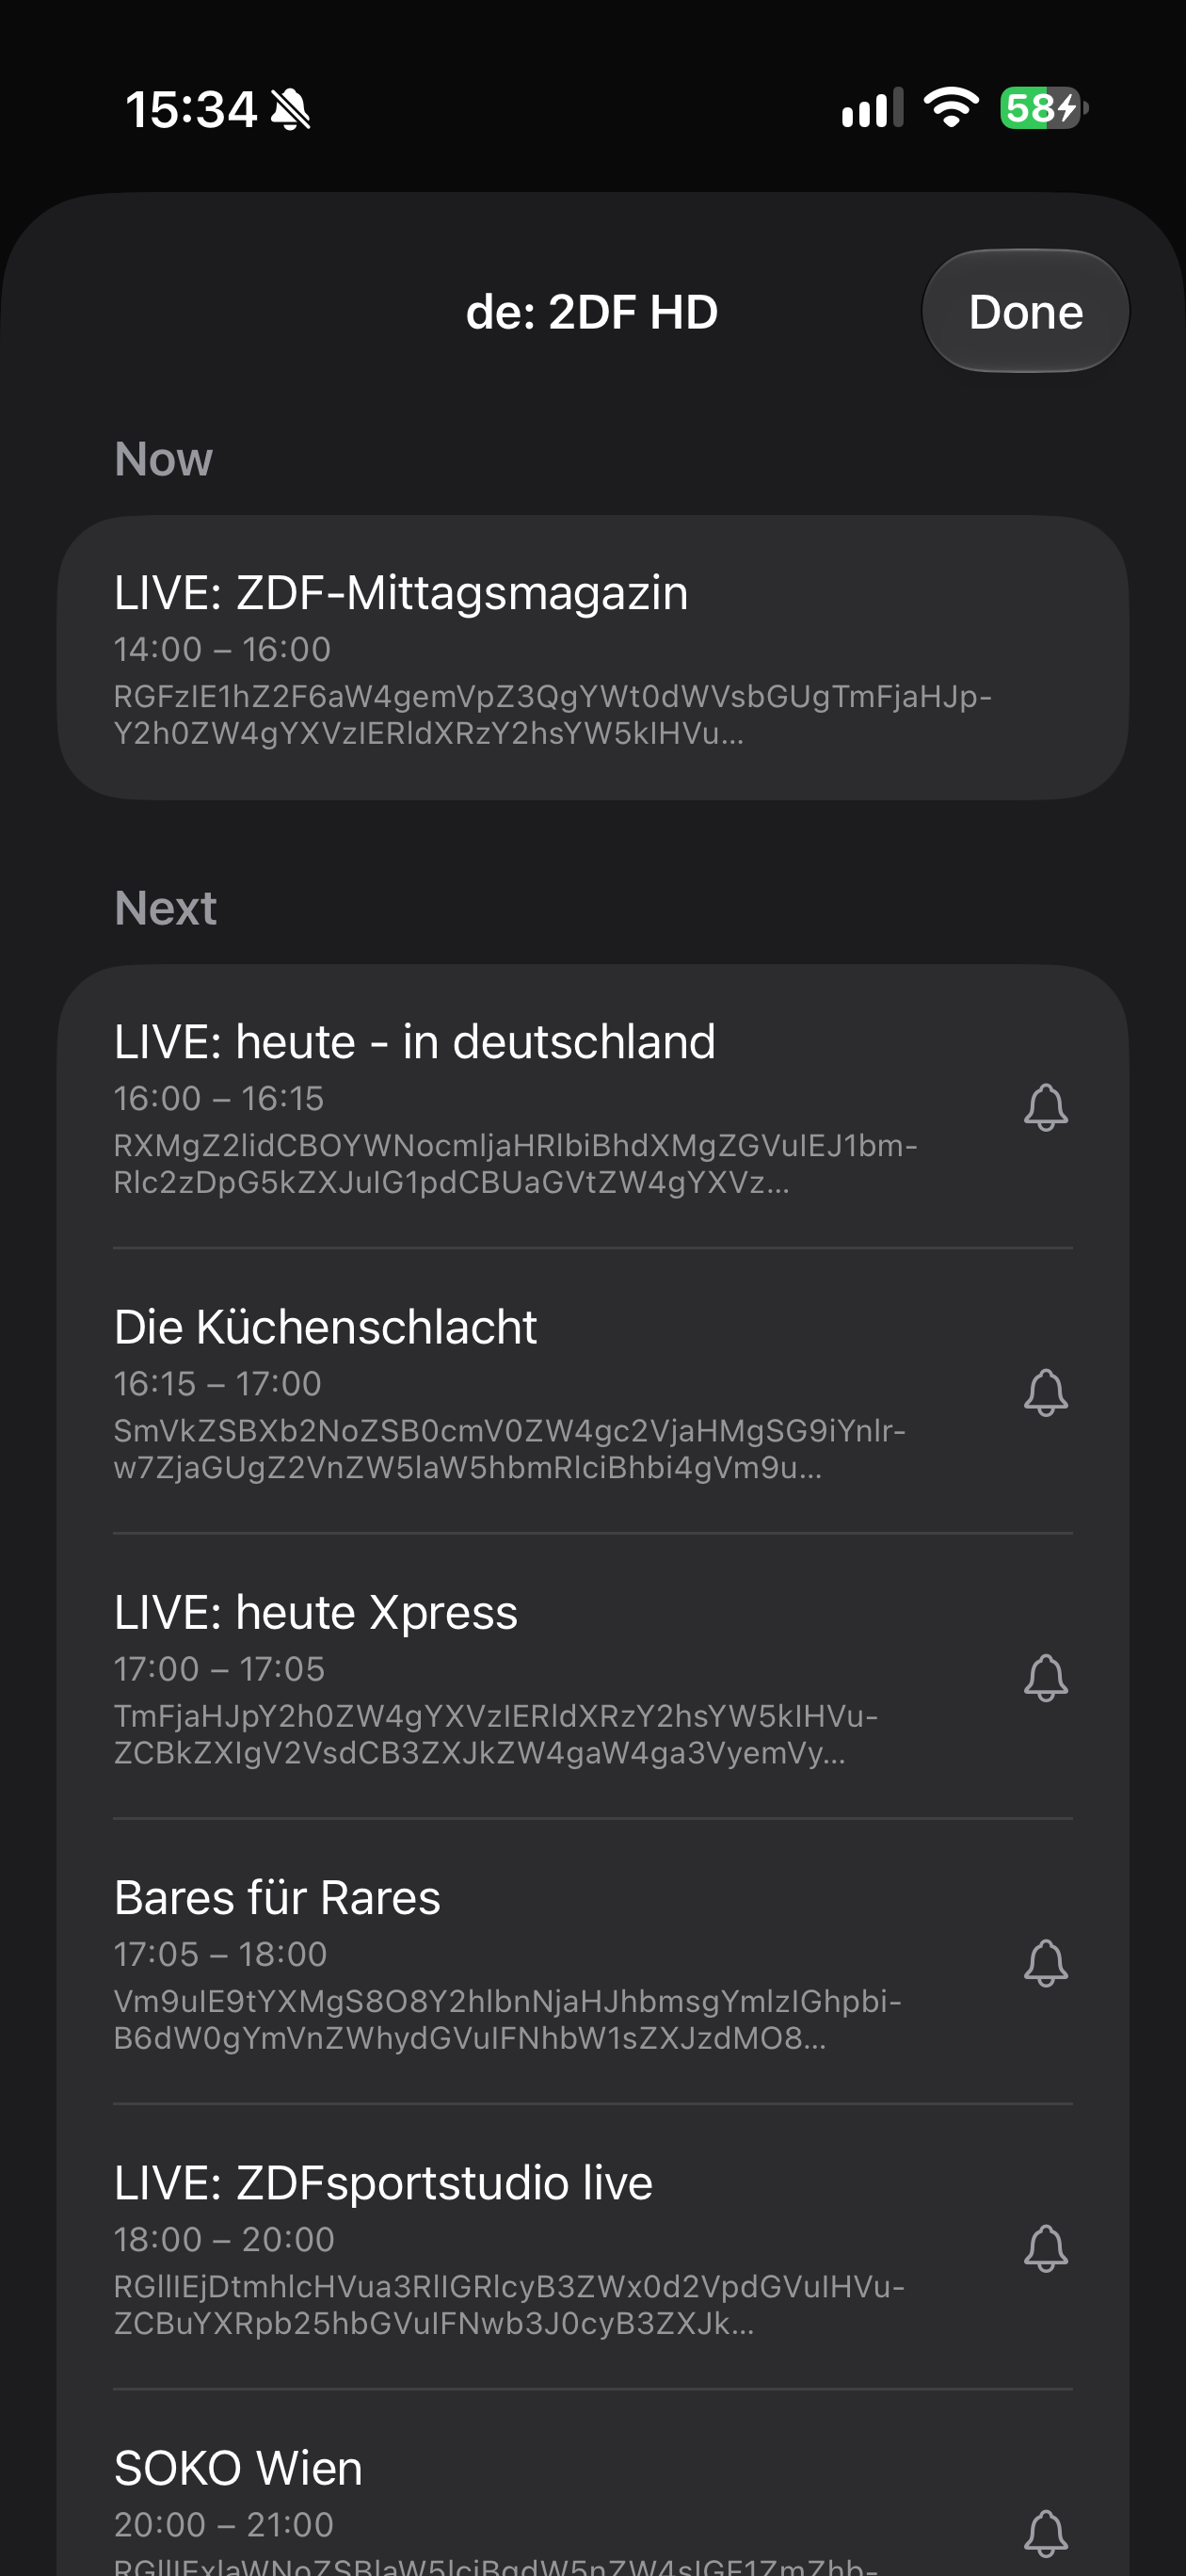 15:34
58
de: 2DF HD
Done
Now
LIVE: ZDF-Mittagsmagazin
14:00 – 16:00
RGFzIE1hZ2F6aW4gemVpZ3QgYWt0dWVsbGUgTmFjaHJp-
Y2h0ZW4gYXVzIERldXRzY2hsYW5kIHVu...
Next
LIVE: heute - in deutschland
16:00 – 16:15
RXMgZ2lidCBOYWNocmljaHRlbiBhdXMgZGVuIEJ1bm-
Rlc2zDpG5kZXJuIG1pdCBUaGVtZW4gYXVz...
Die Küchenschlacht
16:15 – 17:00
SmVkZSBXb2NoZSB0cmV0ZW4gc2VjaHMgSG9iYnlr-
w7ZjaGUgZ2VnZW5laW5hbmRlciBhbi4gVm9u...
LIVE: heute Xpress
17:00 – 17:05
TmFjaHJpY2h0ZW4gYXVzIERldXRzY2hsYW5kIHVu-
ZCBkZXIgV2VsdCB3ZXJkZW4gaW4ga3VyemVy...
Bares für Rares
17:05 – 18:00
Vm9uIE9tYXMgS8O8Y2hlbnNjaHJhbmsgYmlzIGhpbi-
B6dW0gYmVnZWhydGVuIFNhbW1sZXJzdMO8...
LIVE: ZDFsportstudio live
18:00 – 20:00
RGllIEjDtmhlcHVua3RlIGRlcyB3ZWx0d2VpdGVuIHVu-
ZCBuYXRpb25hbGVuIFNwb3J0cyB3ZXJk...
SOKO Wien
20:00 – 21:00